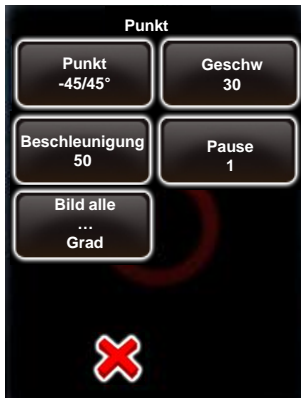 Punkt
Punkt
-45/45°
Geschw
30
Beschleunigung
50
Pause
1
Bild alle
…
Grad